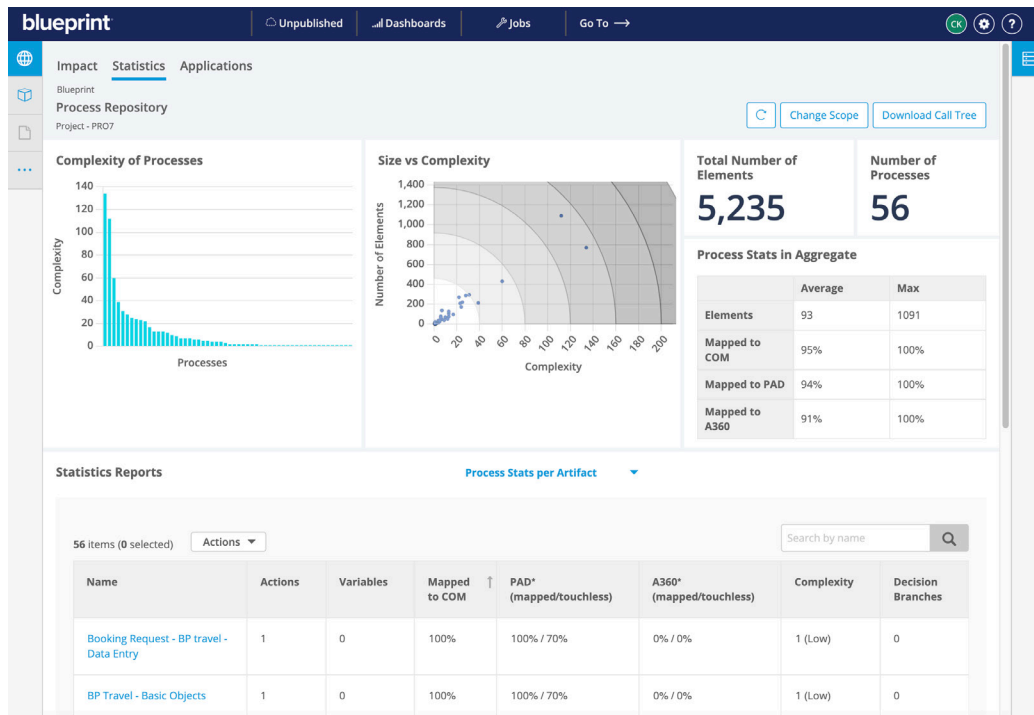 blueprint
Unpublished
Dashboards
Jobs
Go To
CK
?
Impact Statistics Applications
Blueprint
Process Repository
Project - PRO7
Change Scope
Download Call Tree
Complexity of Processes
140
120
100
80
60
40
20
0
Complexity
Processes
Size vs Complexity
1,400
1,200
1,000
800
600
400
200
0
Number of Elements
0 20 40 60 80 100 120 140 160 180 200
Complexity
Total Number of
Elements
5,235
Number of
Processes
56
Process Stats in Aggregate
Average Max
Elements 93 1091
Mapped to
COM 95% 100%
Mapped to PAD 94% 100%
Mapped to
A360 91% 100%
Statistics Reports
Process Stats per Artifact
56 items (0 selected)
Actions
Search by name
Name Actions Variables Mapped
to COM PAD*
(mapped/touchless) A360*
(mapped/touchless) Complexity Decision
Branches
Booking Request - BP travel -
Data Entry 1 0 100% 100% / 70% 0% / 0% 1 (Low) 0
BP Travel - Basic Objects 1 0 100% 100% / 70% 0% / 0% 1 (Low) 0